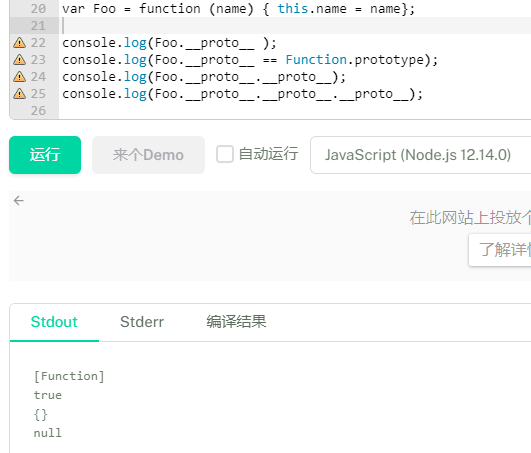 20 var Foo = function (name) { this.name = name};
21
22 console.log(Foo.__proto__ );
23 console.log(Foo.__proto__ == Function.prototype);
24 console.log(Foo.__proto__.__proto__);
25 console.log(Foo.__proto__.__proto__.__proto__);
26
运行 来个Demo 自动运行 JavaScript (Node.js 12.14.0)
在此网站上投放
了解详
Stdout Stderr 编译结果
[Function]
true
{}
null